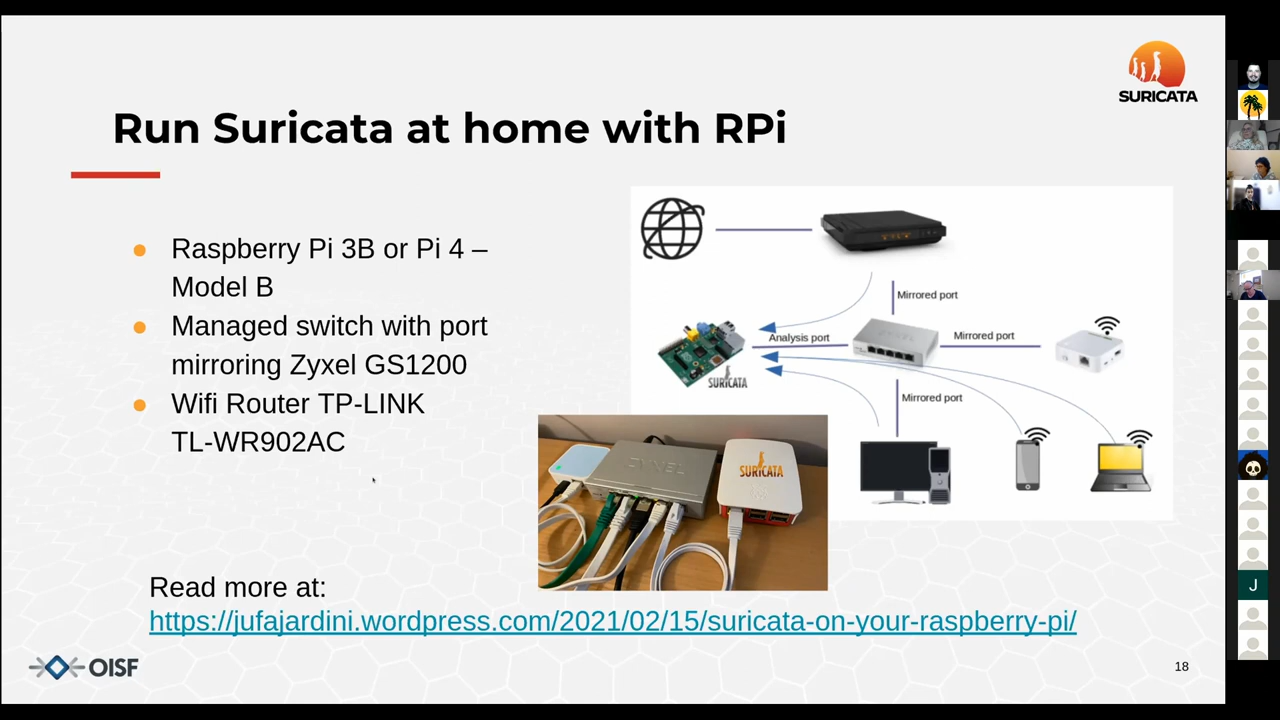 SURICATA
Run Suricata at home with RPi
Raspberry Pi 3B or Pi 4 –
Model B
Managed switch with port
mirroring Zyxel GS1200
Wifi Router TP-LINK
TL-WR902AC
Mirrored port
Analysis port
Mirrored port
SURICATA
Mirrored port
ZYXEL
SURICATA
Read more at:
https://jufajardini.wordpress.com/2021/02/15/suricata-on-your-raspberry-pi/
OISF
18
J